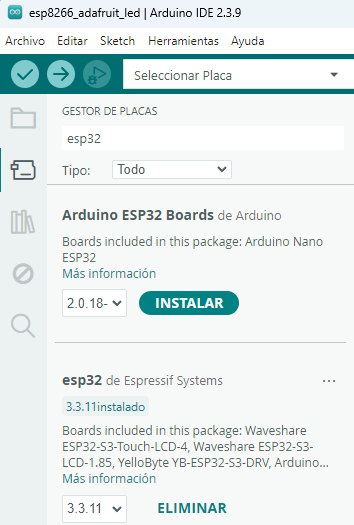 esp8266_adafruit_led | Arduino IDE 2.3.9
Archivo Editar Sketch Herramientas Ayuda
Seleccionar Placa
GESTOR DE PLACAS
esp32
Tipo: Todo
Arduino ESP32 Boards de Arduino
Boards included in this package: Arduino Nano
ESP32
Más información
2.0.18- INSTALAR
esp32 de Espressif Systems
3.3.11instalado
Boards included in this package: Waveshare
ESP32-S3-Touch-LCD-4, Waveshare ESP32-S3-
LCD-1.85, YelloByte YB-ESP32-S3-DRV, Arduino...
Más información
3.3.11 ELIMINAR